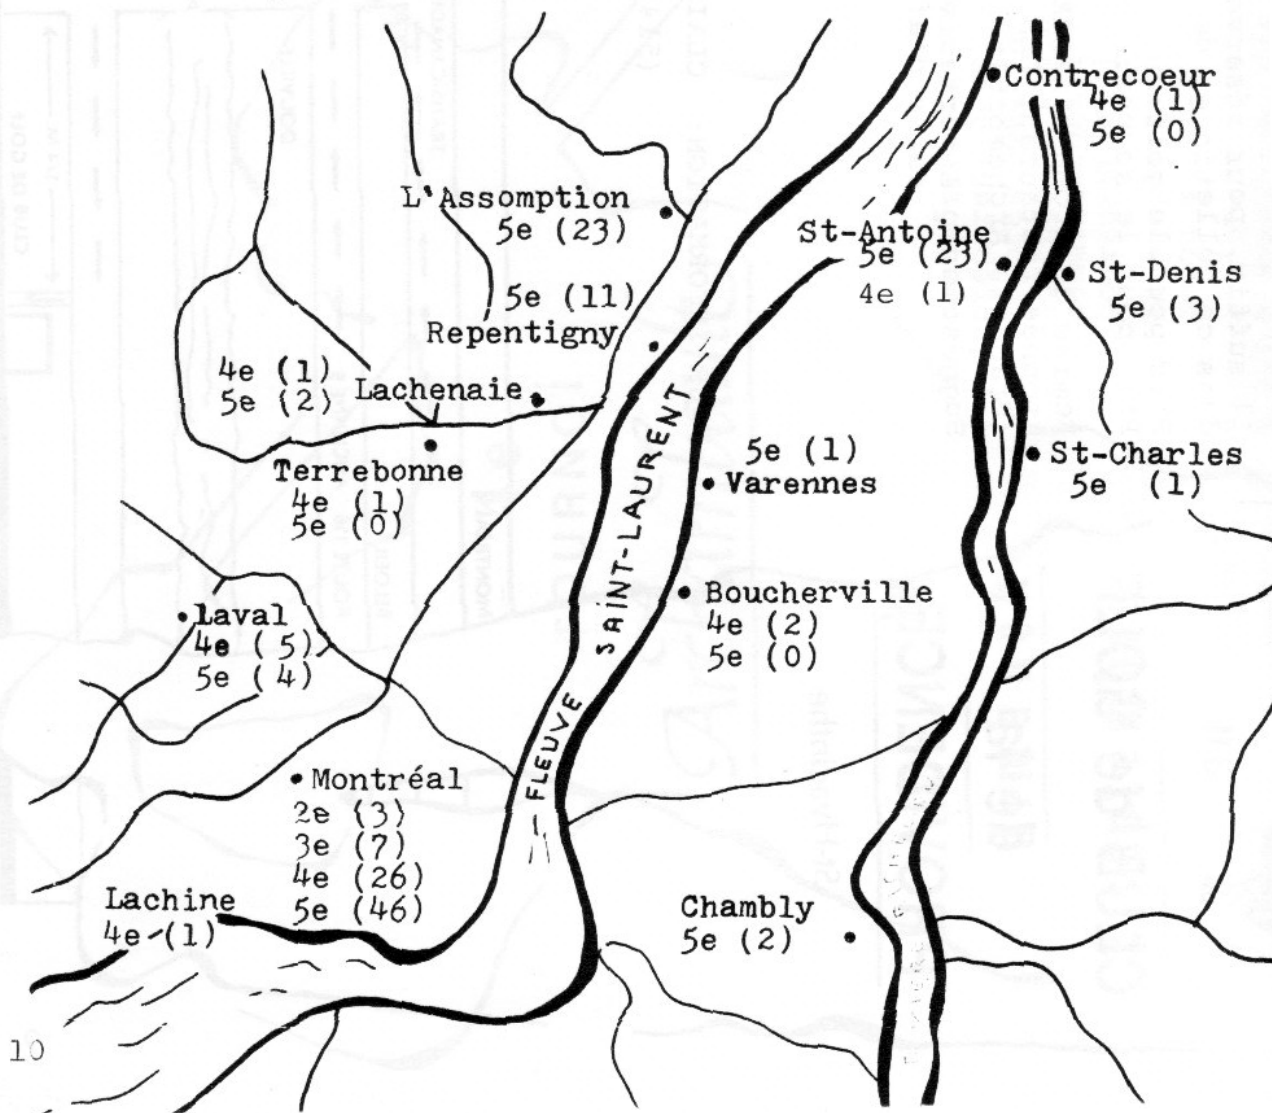 Contrecoeur
4e (1)
5e (0)
L'Assomption
5e (23)
St-Antoine
5e (23)
4e (1)
St-Denis
5e (3)
5e (11)
Repentigny
4e (1)
5e (2)
Lachenaie
Terrebonne
4e (1)
5e (0)
5e (1)
Varennes
St-Charles
5e (1)
FLEUVE SAINT-LAURENT
Boucherville
4e (2)
5e (0)
Laval
4e ( 5)
5e ( 4)
Montréal
2e (3)
3e (7)
4e (26)
5e (46)
Lachine
4e (1)
Chambly
5e (2)
10